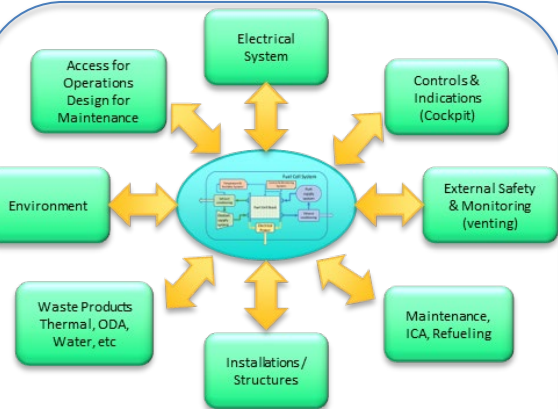 Electrical
System
Access for
Operations
Design for
Maintenance
Controls &
Indications
(Cockpit)
Fuel Cell System
Fuel Cell Stack
Environment
External Safety
& Monitoring
(venting)
Waste Products
Thermal, ODA,
Water, etc
Maintenance,
ICA, Refueling
Installations/
Structures